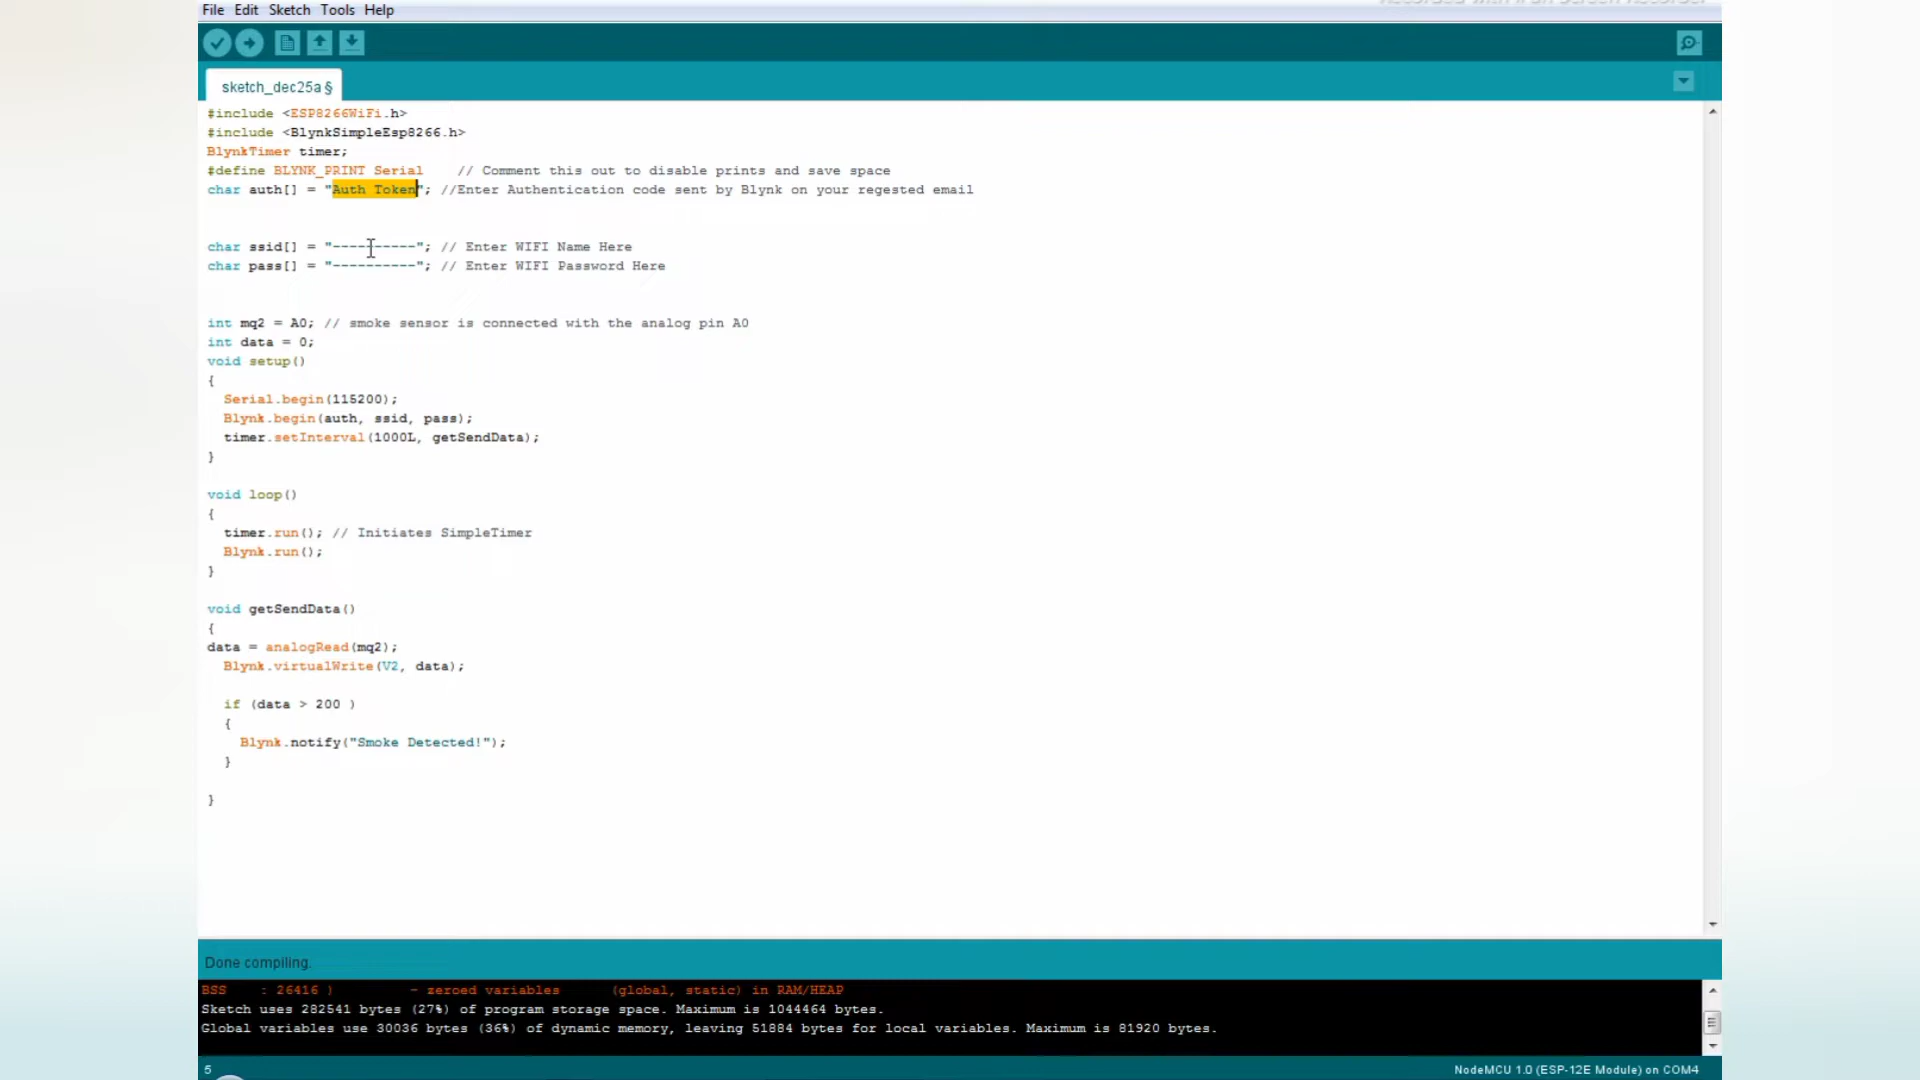 File Edit Sketch Tools Help
sketch_dec25a §
#include <ESP8266WiFi.h>
#include <BlynkSimpleEsp8266.h>
BlynkTimer timer;
#define BLYNK_PRINT Serial    // Comment this out to disable prints and save space
char auth[] = "Auth Token"; //Enter Authentication code sent by Blynk on your regested email
char ssid[] = "----------"; // Enter WIFI Name Here
char pass[] = "----------"; // Enter WIFI Password Here
int mq2 = A0; // smoke sensor is connected with the analog pin A0
int data = 0;
void setup()
{
  Serial.begin(115200);
  Blynk.begin(auth, ssid, pass);
  timer.setInterval(1000L, getSendData);
}
void loop()
{
  timer.run(); // Initiates SimpleTimer
  Blynk.run();
}
void getSendData()
{
data = analogRead(mq2);
  Blynk.virtualWrite(V2, data);
  if (data > 200 )
  {
    Blynk.notify("Smoke Detected!");
  }
}
Done compiling.
BSS    : 26416 )         - zeroed variables      (global, static) in RAM/HEAP
Sketch uses 282541 bytes (27%) of program storage space. Maximum is 1044464 bytes.
Global variables use 30036 bytes (36%) of dynamic memory, leaving 51884 bytes for local variables. Maximum is 81920 bytes.
5
NodeMCU 1.0 (ESP-12E Module) on COM4